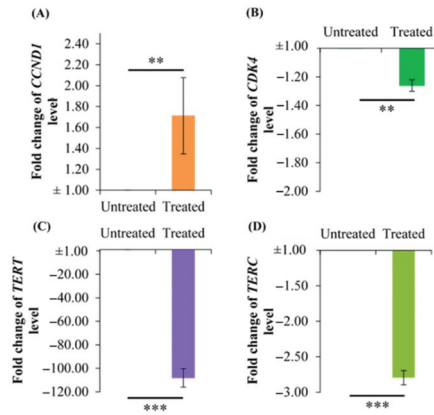 (A)
Fold change of CCND1
level
2.40
2.20
2.00
1.80
1.60
1.40
1.20
± 1.00
**
Untreated Treated
(B)
Untreated Treated
Fold change of CDK4
level
±1.00
−1.20
−1.40
−1.60
−1.80
−2.00
**
(C)
Untreated Treated
Fold change of TERT
level
±1.00
−20.00
−40.00
−60.00
−80.00
−100.00
−120.00
***
(D)
Untreated Treated
Fold change of TERC
level
±1.00
−1.50
−2.00
−2.50
−3.00
***